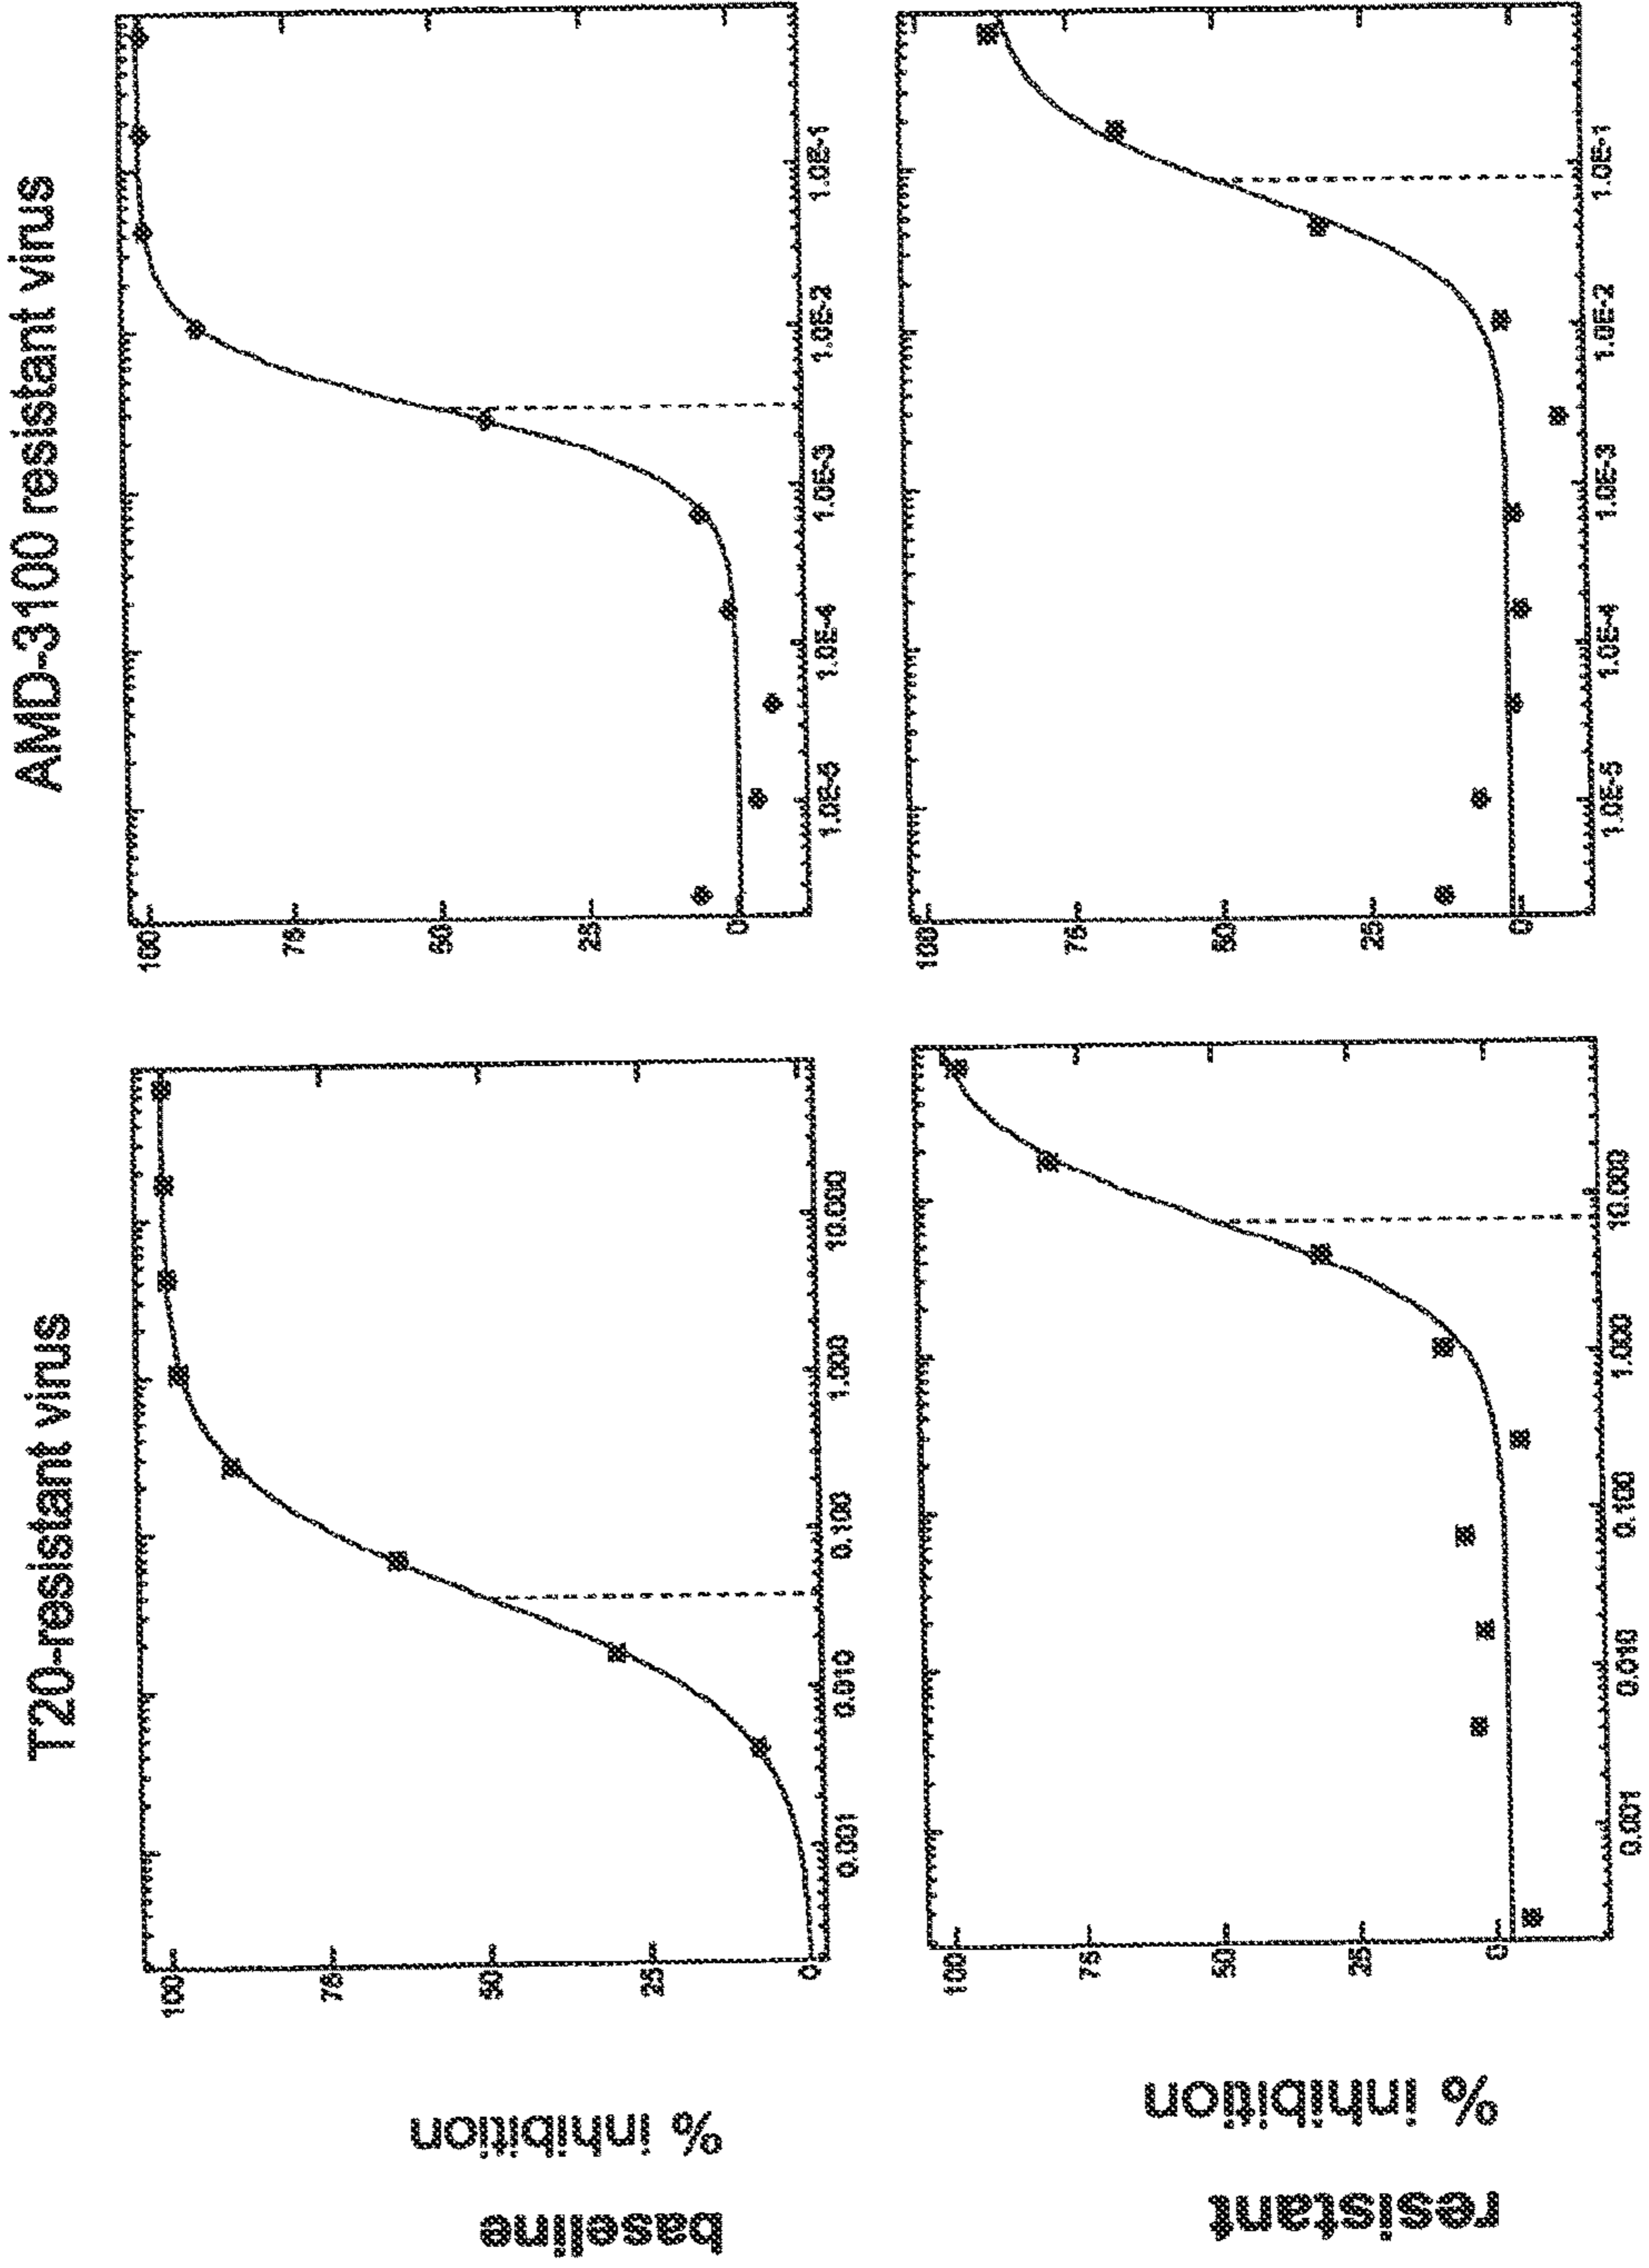 T20-resistant virus
AMD-3100 resistant virus
baseline
% inhibition
100
75
50
25
0
0.001
0.010
0.100
1.000
10.000
100
75
50
25
0
1.0E-5
1.0E-4
1.0E-3
1.0E-2
1.0E-1
resistant
% inhibition
100
75
50
25
0
0.001
0.010
0.100
1.000
10.000
100
75
50
25
0
1.0E-5
1.0E-4
1.0E-3
1.0E-2
1.0E-1